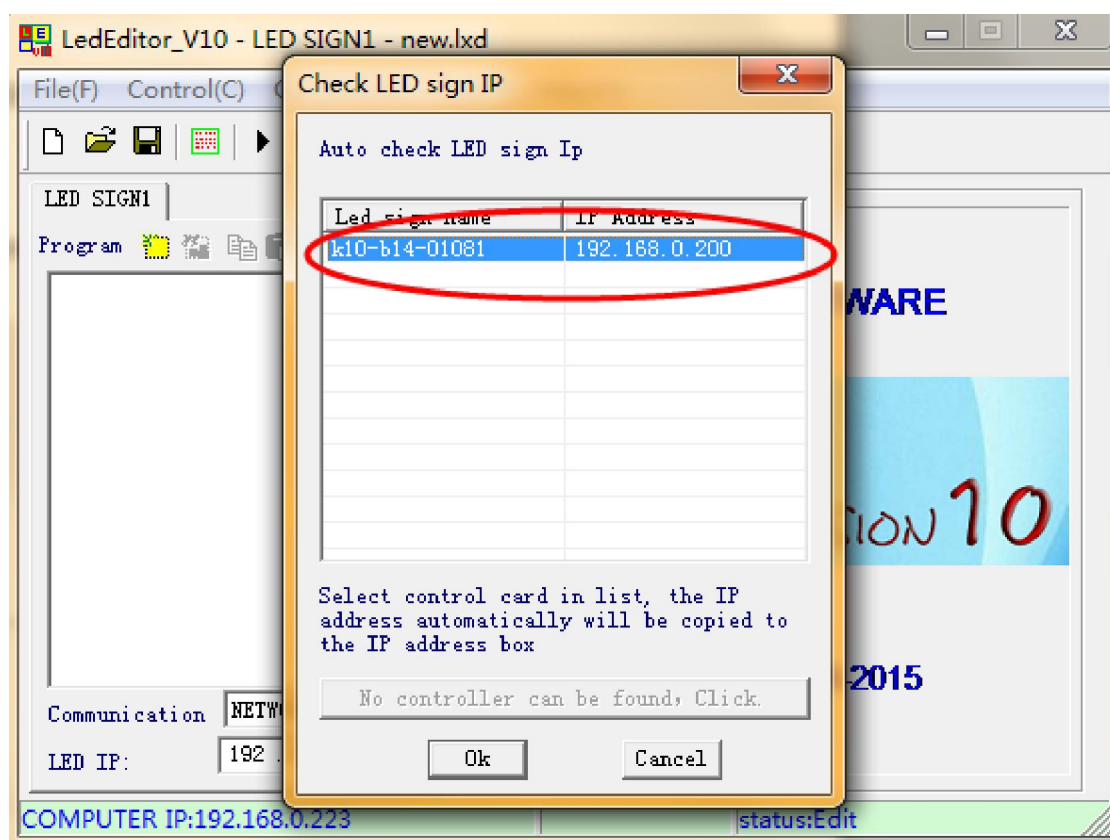 LedEditor_V10 - LED SIGN1 - new.lxd
Check LED sign IP
File(F) Control(C)
Auto check LED sign Ip
LED SIGN1
Led sign name IP Address
Program
k10-b14-01081 192.168.0.200
WARE
ION 10
Select control card in list, the IP
address automatically will be copied to
the IP address box
-2015
No controller can be found, Click.
Communication NETW
LED IP: 192 .
Ok Cancel
COMPUTER IP:192.168.0.223 status:Edit